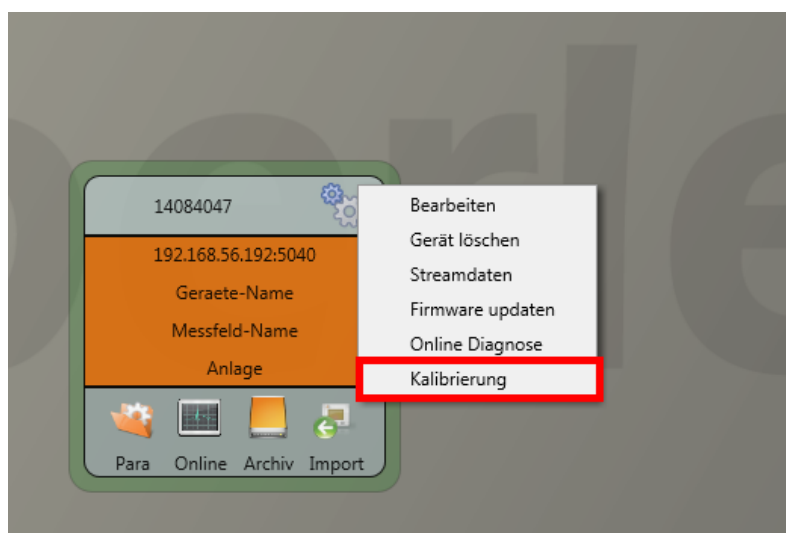 14084047
192.168.56.192:5040
Geraete-Name
Messfeld-Name
Anlage
Para Online Archiv Import
Bearbeiten
Gerät löschen
Streamdaten
Firmware updaten
Online Diagnose
Kalibrierung